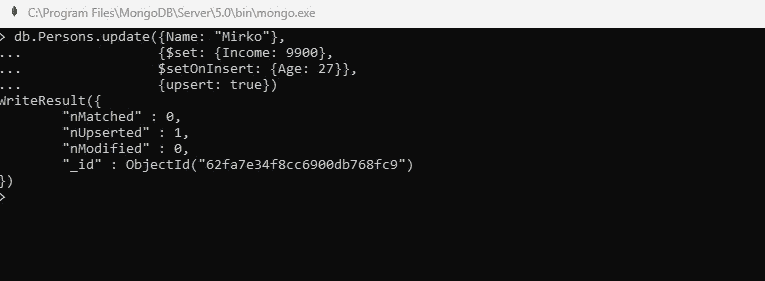 C:\Program Files\MongoDB\Server\5.0\bin\mongo.exe
> db.Persons.update({Name: "Mirko"},
... {$set: {Income: 9900},
... $setOnInsert: {Age: 27}},
... {upsert: true})
WriteResult({
"nMatched" : 0,
"nUpserted" : 1,
"nModified" : 0,
"_id" : ObjectId("62fa7e34f8cc6900db768fc9")
})
>